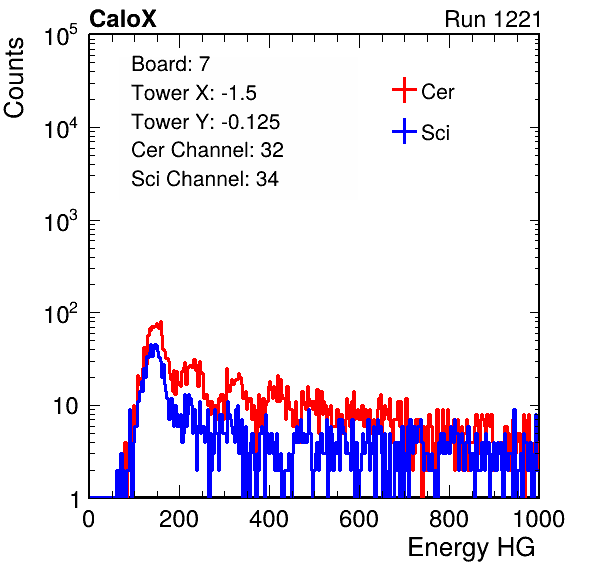 CaloX Run 1221
Counts
10^5
10^4
10^3
10^2
10
1
Board: 7
Tower X: -1.5
Tower Y: -0.125
Cer Channel: 32
Sci Channel: 34
Cer
Sci
0 200 400 600 800 1000
Energy HG